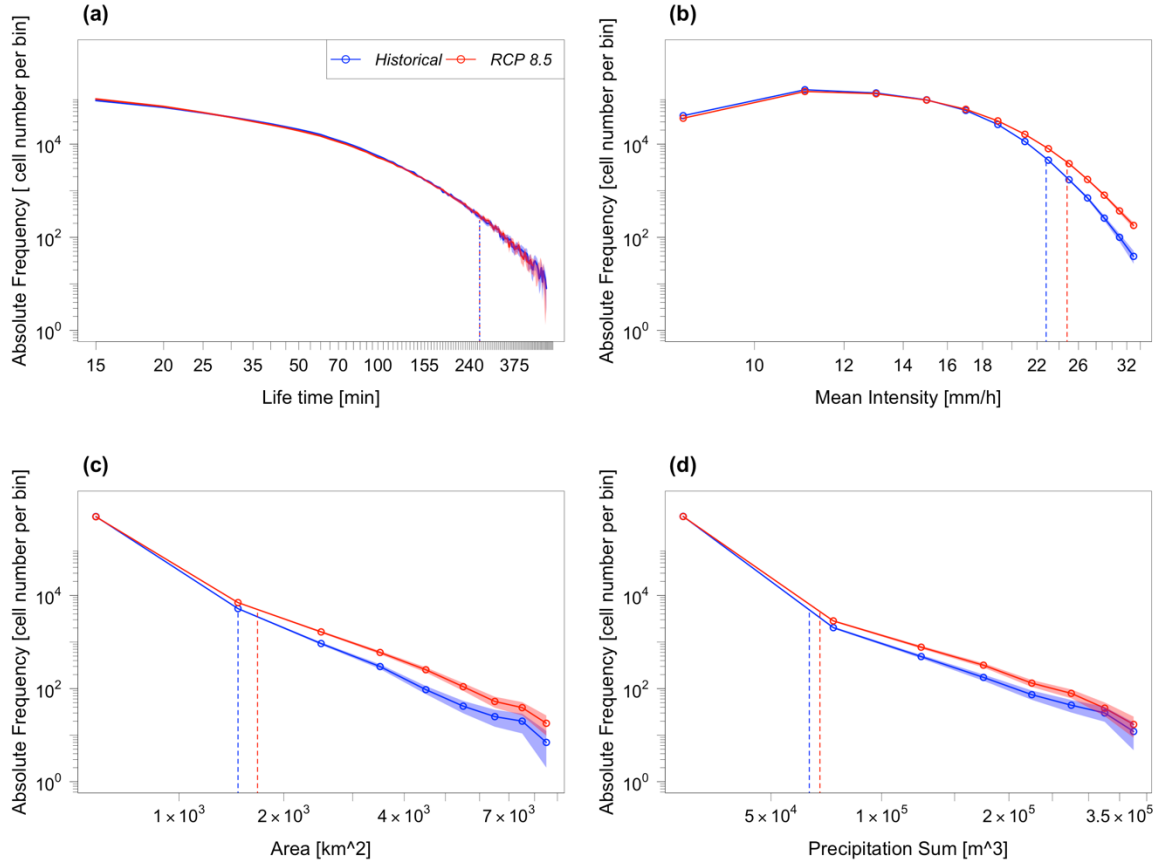 (a)
Historical RCP 8.5
Absolute Frequency [ cell number per bin]
10^4
10^2
10^0
15 20 25 35 50 70 100 155 240 375
Life time [min]
(b)
Absolute Frequency [cell number per bin]
10^4
10^2
10^0
10 12 14 16 18 22 26 32
Mean Intensity [mm/h]
(c)
Absolute Frequency [cell number per bin]
10^4
10^2
10^0
1 × 10^3 2 × 10^3 4 × 10^3 7 × 10^3
Area [km^2]
(d)
Absolute Frequency [cell number per bin]
10^4
10^2
10^0
5 × 10^4 1 × 10^5 2 × 10^5 3.5 × 10^5
Precipitation Sum [m^3]